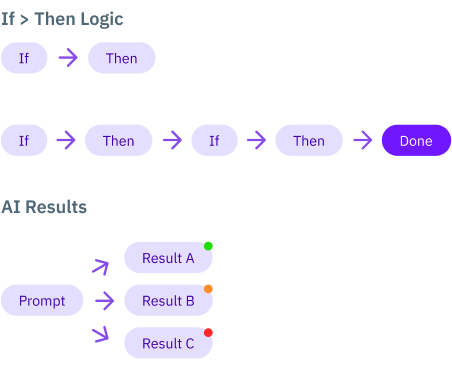 If > Then Logic
If Then
If Then If Then Done
AI Results
Result A
Prompt Result B
Result C